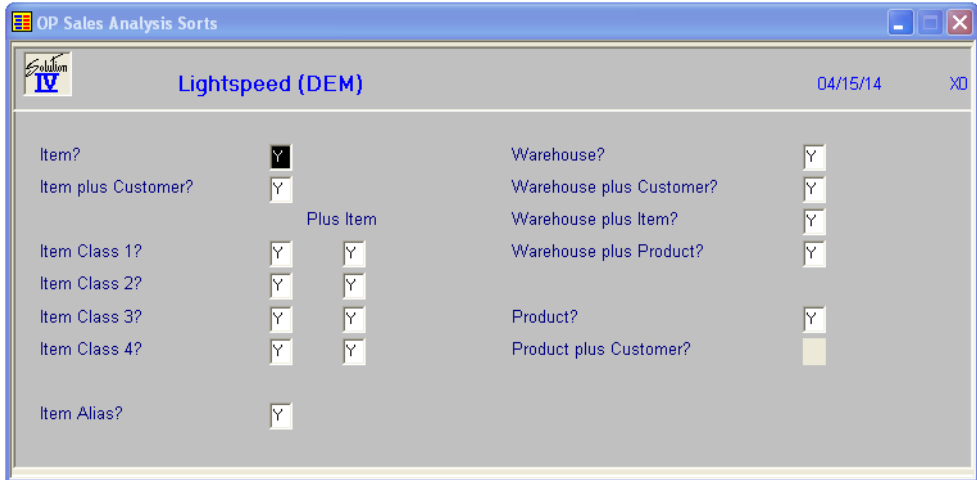 OP Sales Analysis Sorts
Solution IV
Lightspeed (DEM) 04/15/14 X0
Item? Y Warehouse? Y
Item plus Customer? Y Warehouse plus Customer? Y
Plus Item Warehouse plus Item? Y
Item Class 1? Y Y Warehouse plus Product? Y
Item Class 2? Y Y
Item Class 3? Y Y Product? Y
Item Class 4? Y Y Product plus Customer?
Item Alias? Y